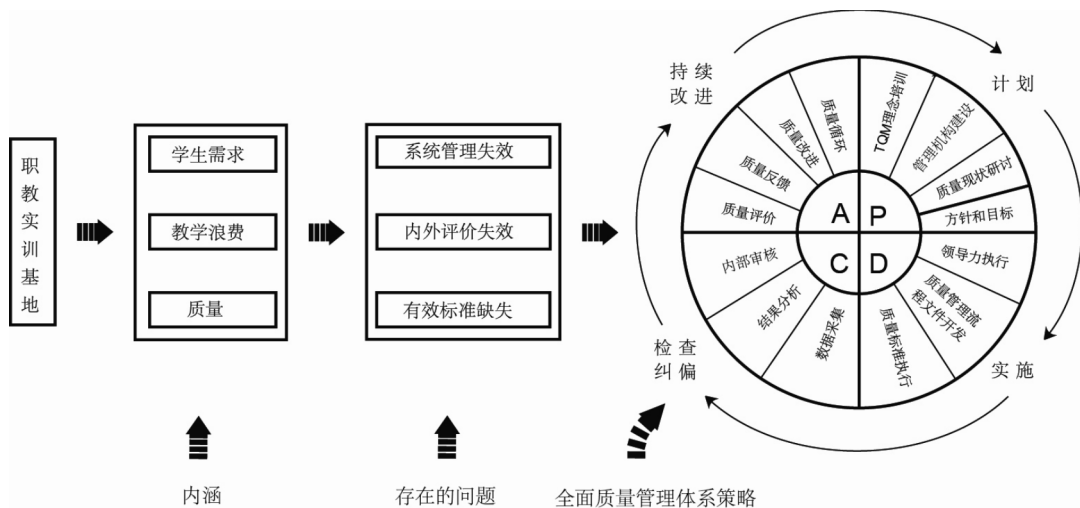 职教实训基地
学生需求
教学浪费
质量
系统管理失效
内外评价失效
有效标准缺失
持续
改进
计划
实施
检查
纠偏
A
P
C
D
TQM理念培训
管理机构建设
质量现状研讨
方针和目标
领导力执行
质量管理流
程文件开发
质量标准执行
数据采集
结果分析
内部审核
质量评价
质量反馈
质量改进
质量循环
内涵
存在的问题
全面质量管理体系策略